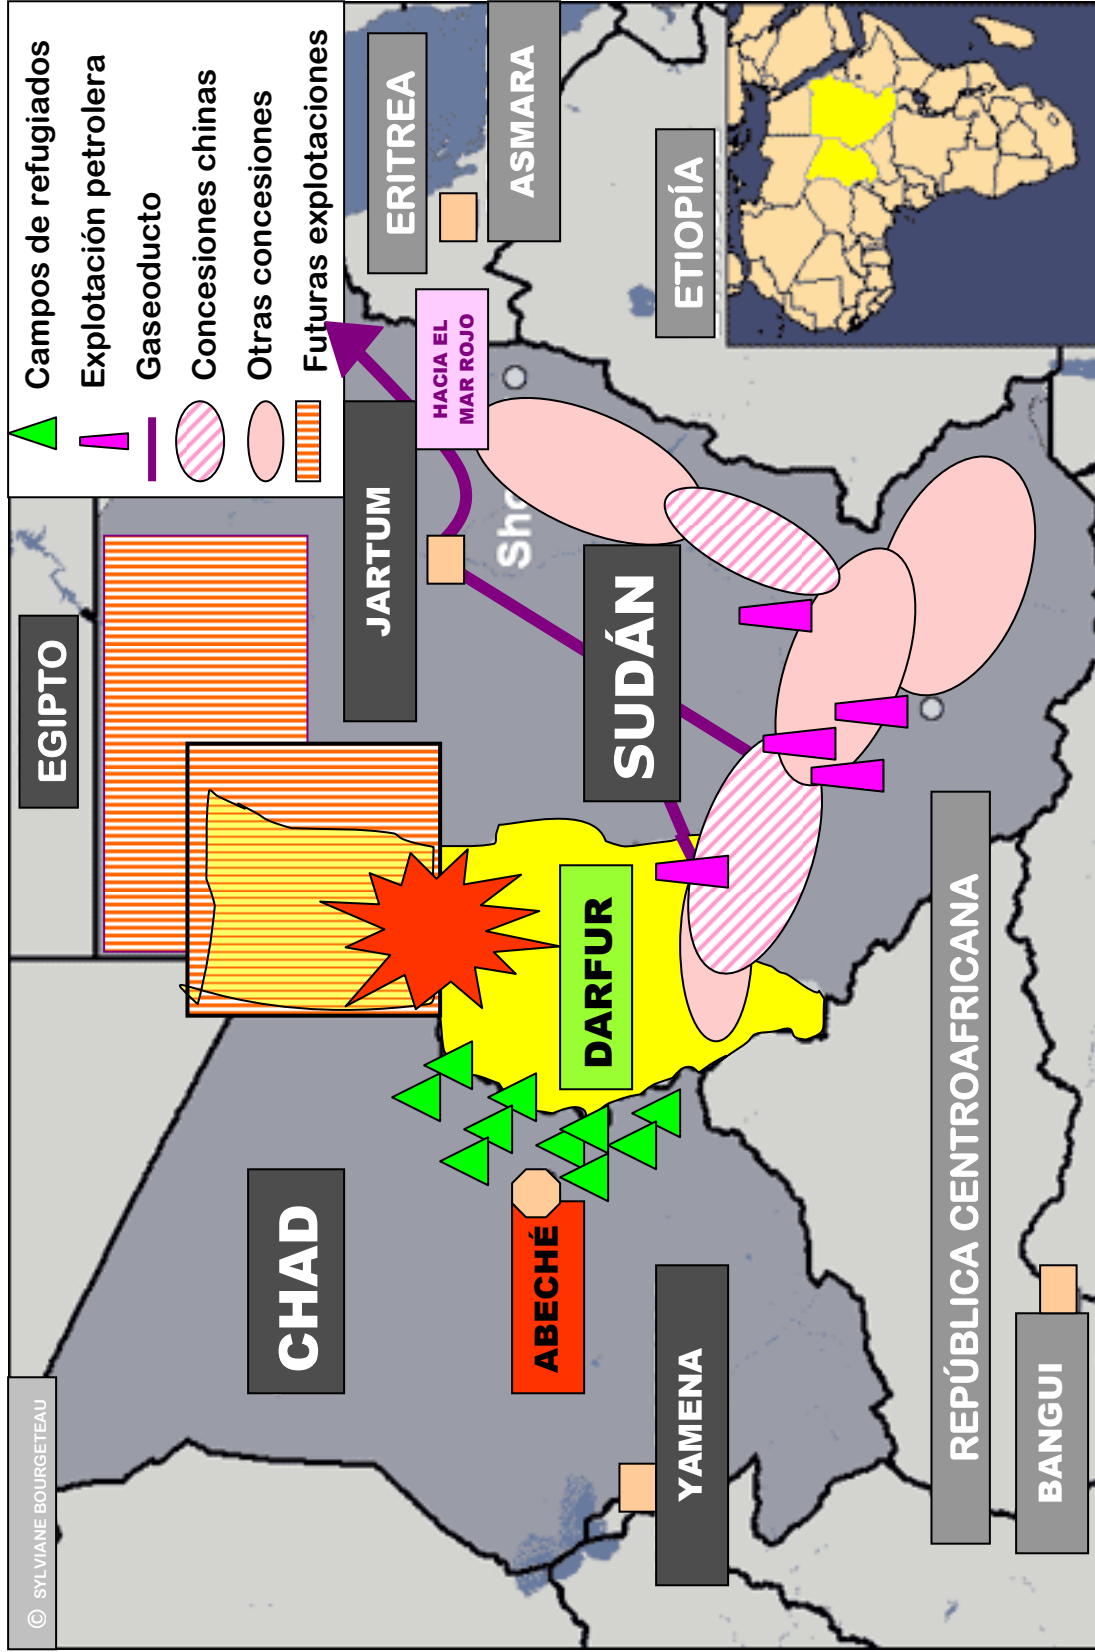 © SYLVIANE BOURGETEAU
EGIPTO
Campos de refugiados
Explotación petrolera
Gaseoducto
Concesiones chinas
Otras concesiones
Futuras explotaciones
CHAD
JARTUM
ERITREA
HACIA EL
MAR ROJO
ASMARA
Sho
ABECHÉ
DARFUR
SUDÁN
YAMENA
ETIOPÍA
REPÚBLICA CENTROAFRICANA
BANGUI